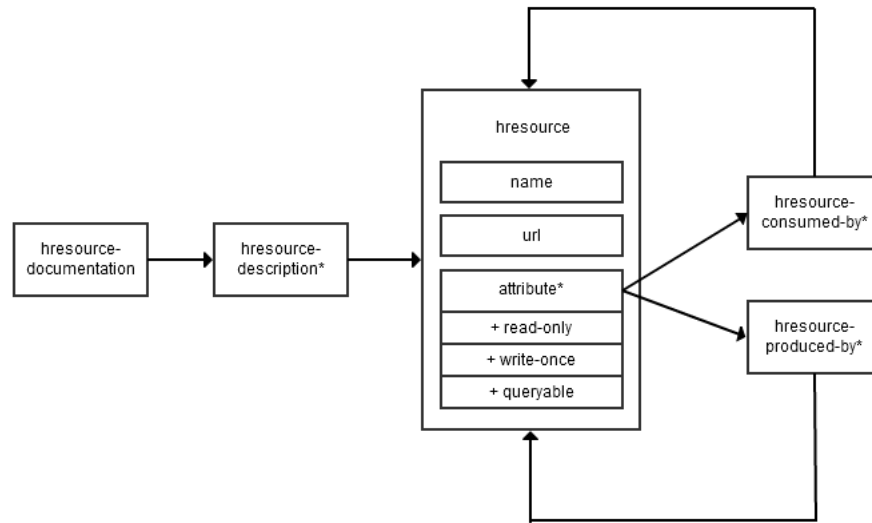 hresource-
documentation
hresource-
description*
hresource
name
url
attribute*
+ read-only
+ write-once
+ queryable
hresource-
consumed-by*
hresource-
produced-by*